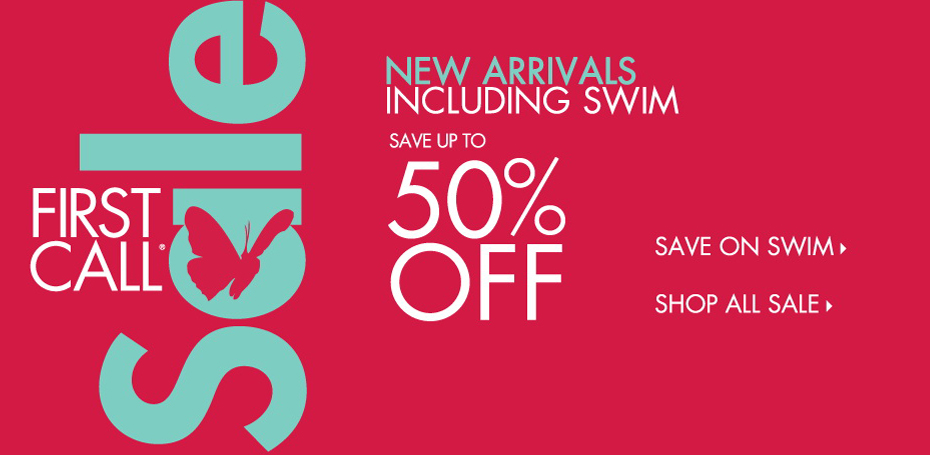 FIRST
CALL®
sale
NEW ARRIVALS
INCLUDING SWIM
SAVE UP TO
50%
OFF
SAVE ON SWIM
SHOP ALL SALE